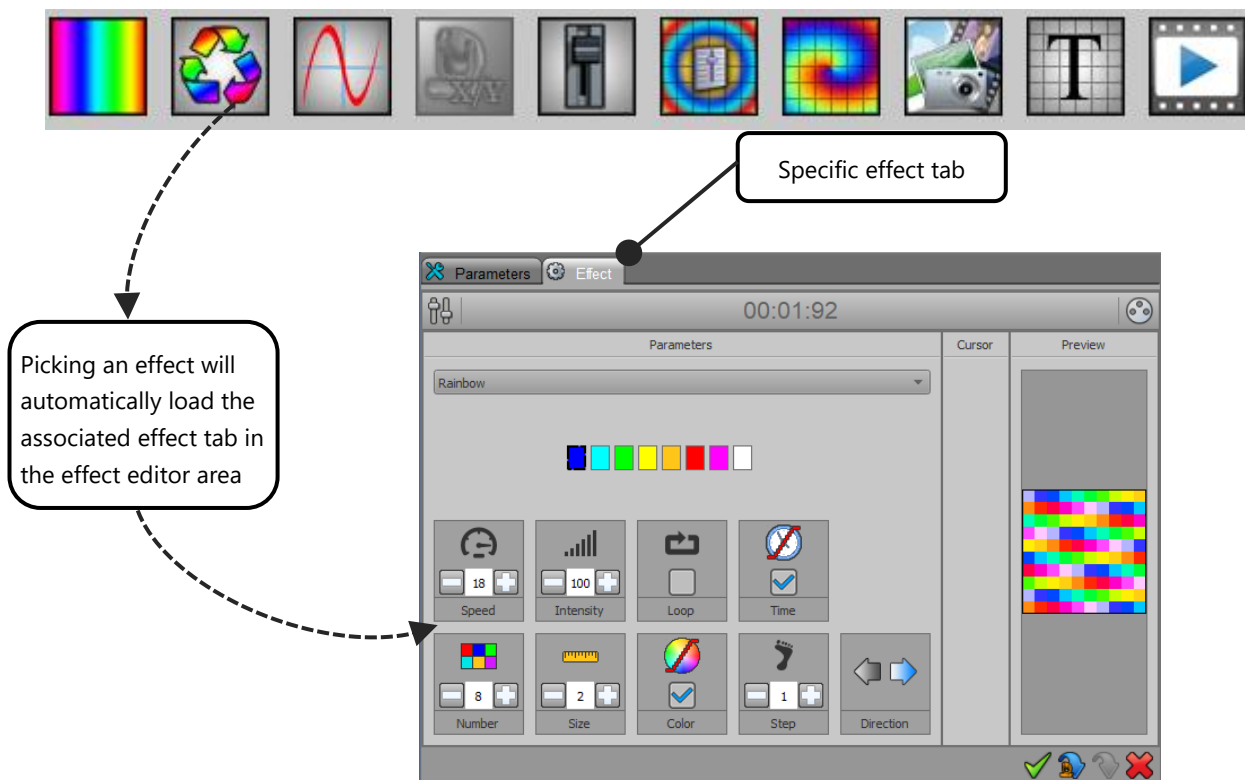 X/Y
T
Specific effect tab
Picking an effect will
automatically load the
associated effect tab in
the effect editor area
Parameters Effect
00:01:92
Parameters Cursor Preview
Rainbow
18 100
Speed Intensity Loop Time
8 2 1
Number Size Color Step Direction